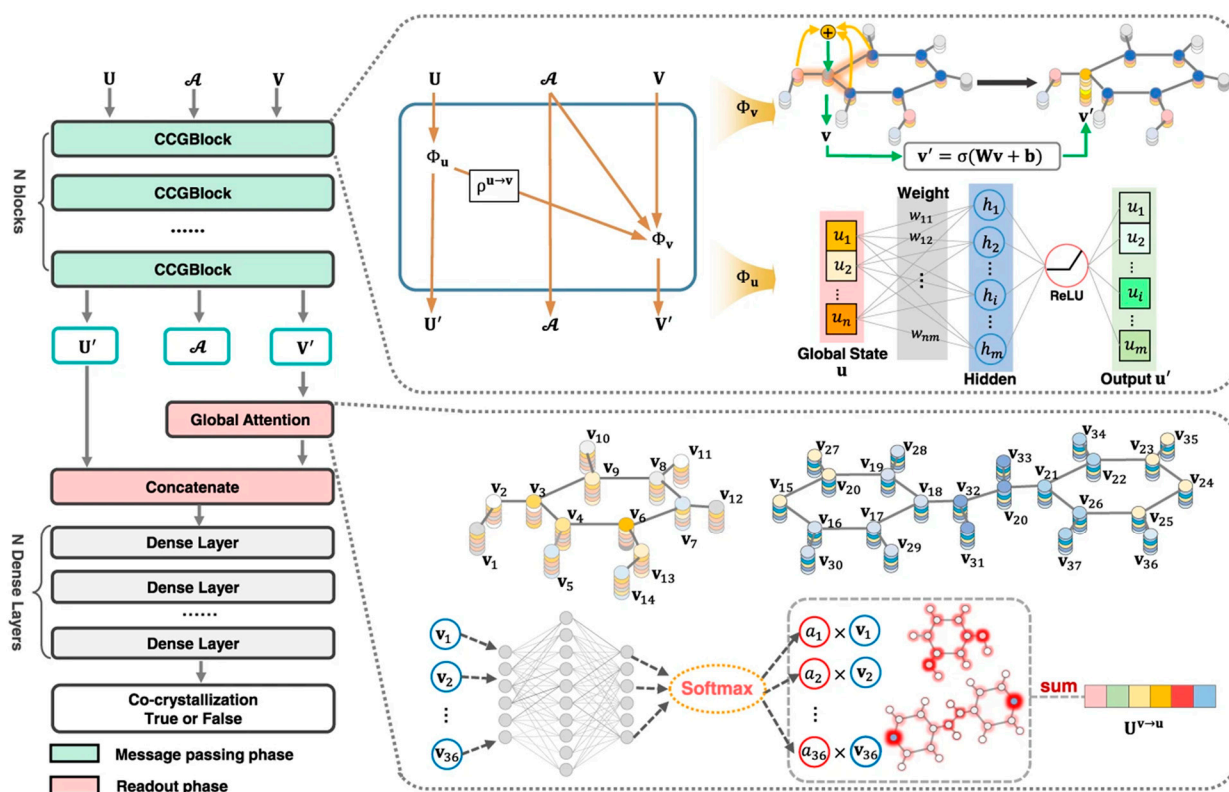 U 𝒜 V
CCGBlock
CCGBlock
......
CCGBlock
N blocks
U′ 𝒜 V′
Global Attention
Concatenate
Dense Layer
Dense Layer
......
Dense Layer
N Dense Layers
Co-crystallization
True or False
Message passing phase
Readout phase
U 𝒜 V
Φu
ρu→v
Φv
U′ 𝒜 V′
Φv
+
v
v′
v′ = σ(Wv + b)
Φu
Weight
u1
u2
⋮
un
Global State
u
w11
w12
⋮
wnm
h1
h2
⋮
hi
⋮
hm
Hidden
ReLU
u1
u2
⋮
ui
⋮
um
Output u′
v10
v11
v9
v8
v2
v3
v12
v4
v6
v7
v1
v5
v13
v14
v27
v28
v19
v15
v20
v18
v16
v17
v29
v30
v34
v23
v35
v33
v21
v22
v24
v32
v20
v26
v25
v31
v37
v36
v1
v2
⋮
v36
Softmax
a1 × v1
a2 × v2
⋮
a36 × v36
sum
Uv→u